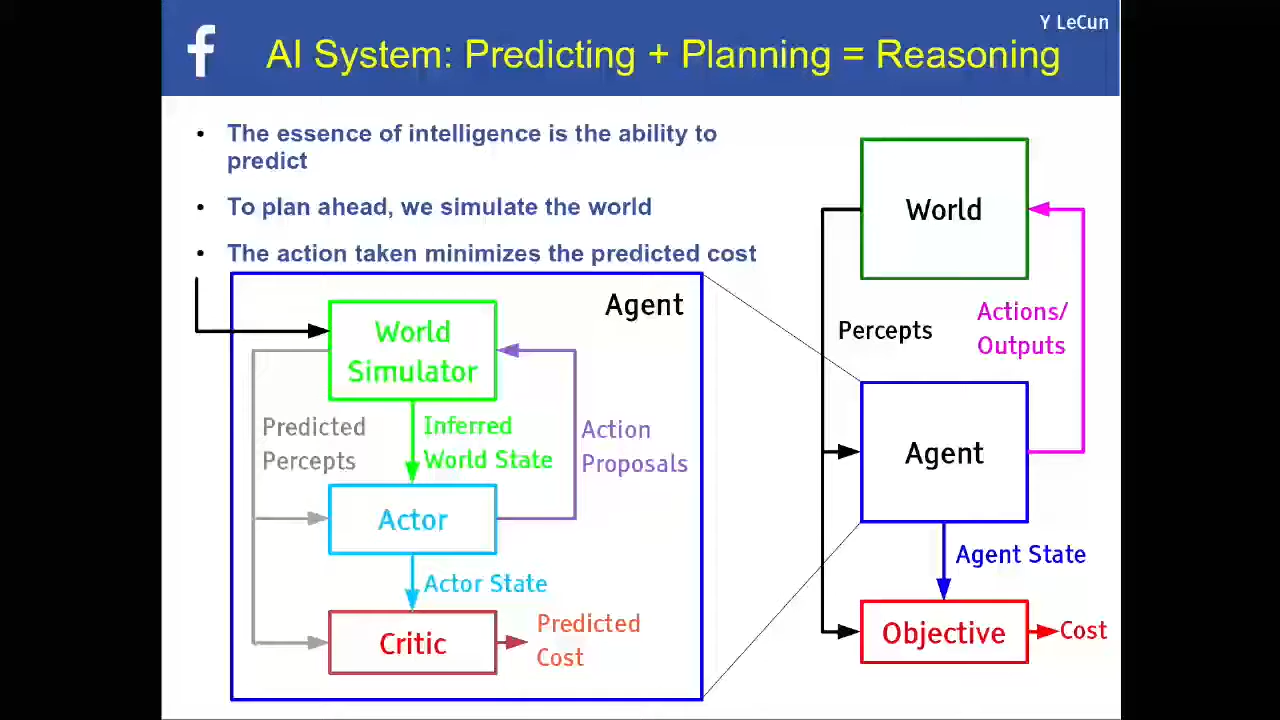 Y LeCun
f
AI System: Predicting + Planning = Reasoning
• The essence of intelligence is the ability to
predict
• To plan ahead, we simulate the world
• The action taken minimizes the predicted cost
Agent
World
Simulator
Predicted
Percepts
Inferred
World State
Action
Proposals
Actor
Actor State
Critic
Predicted
Cost
World
Percepts
Actions/
Outputs
Agent
Agent State
Objective
Cost